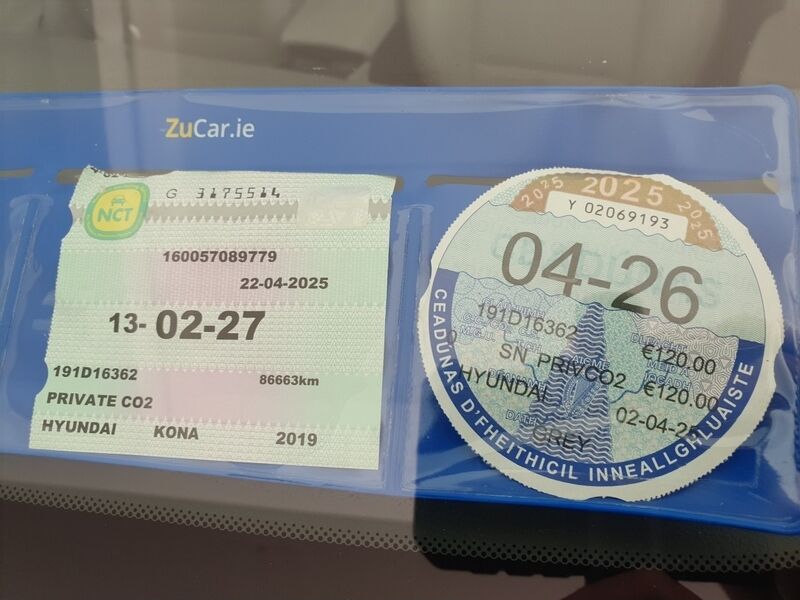 ZuCar.ie
NCT
G 3175514
160057089779
22-04-2025
13-02-27
191D16362 86663km
PRIVATE CO2
HYUNDAI KONA 2019
2025 2025 2025
Y 02069193
04-26
191D16362 €120.00
SN PRIVCO2 €120.00
HYUNDAI 02-04-25
GREY
CEADÚNAS D'FHEITHICIL INNEALLGHLUAISTE